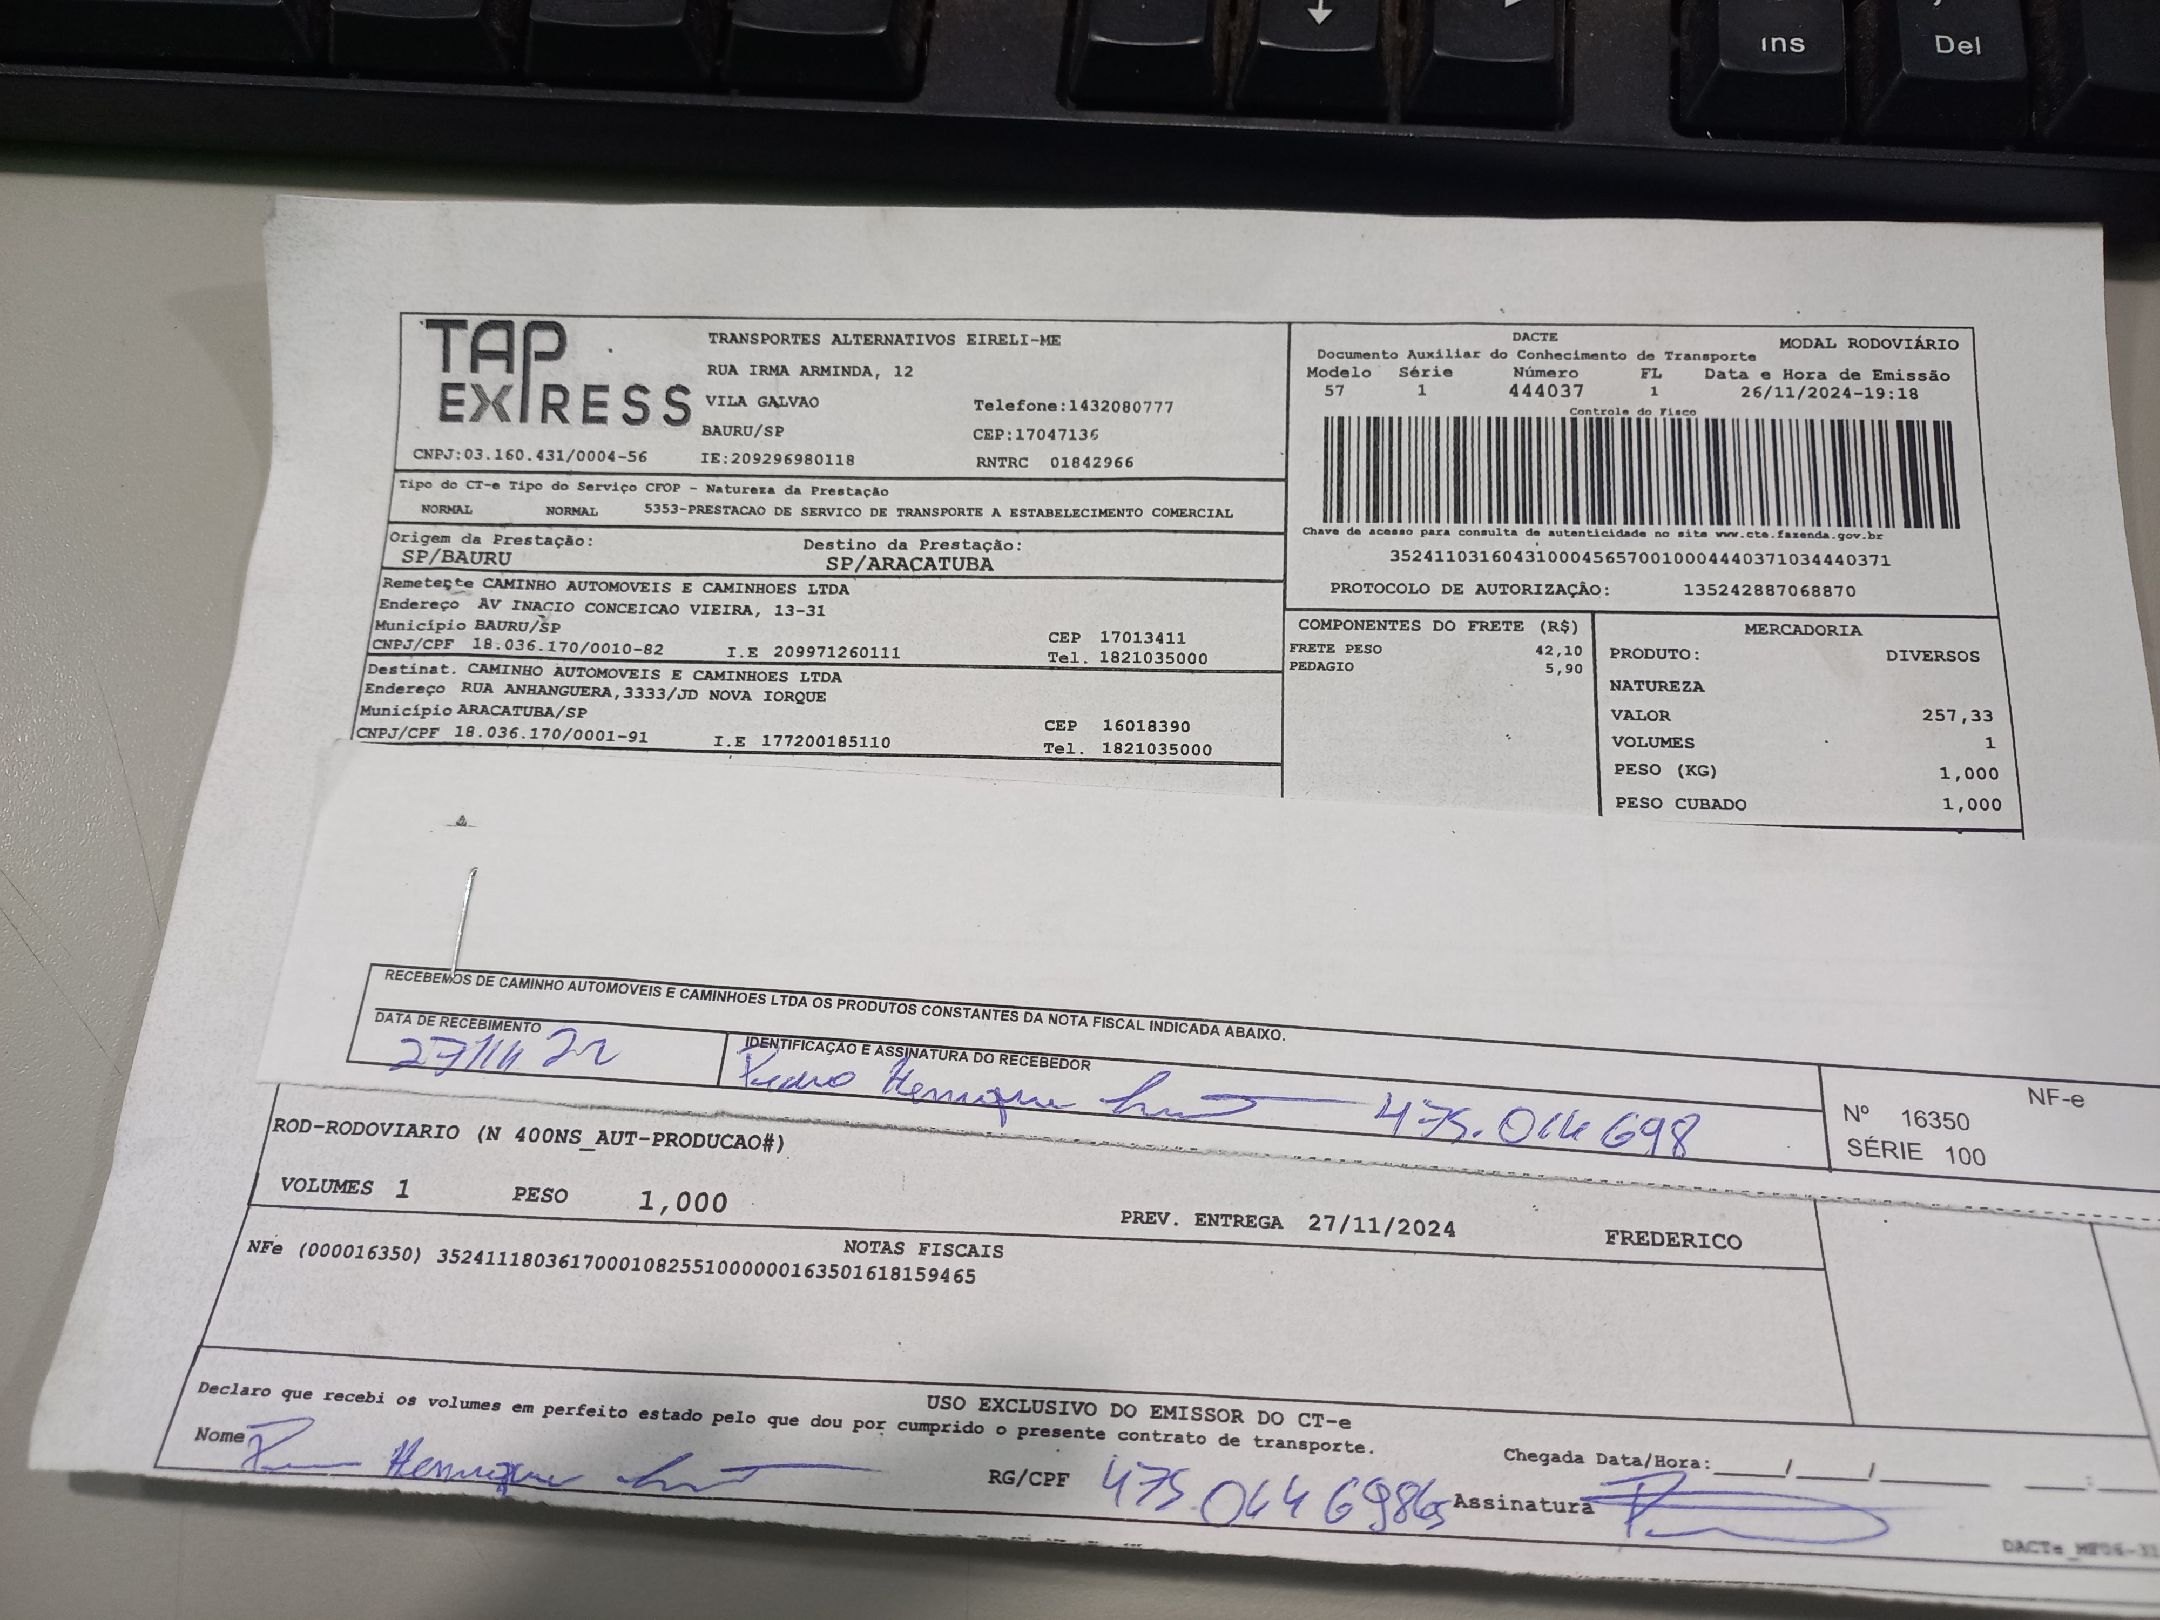 ins
Del
TAP EXPRESS
TRANSPORTES ALTERNATIVOS EIRELI-ME
RUA IRMA ARMINDA, 12
VILA GALVAO
Telefone:1432080777
BAURU/SP
CEP:17047136
CNPJ:03.160.431/0004-56
IE:209296980118
RNTRC 01842966
DACTE
MODAL RODOVIÁRIO
Documento Auxiliar do Conhecimento de Transporte
Modelo Série Número FL Data e Hora de Emissão
57 1 444037 1 26/11/2024-19:18
Controle do Fisco
Chave de acesso para consulta de autenticidade no site www.cte.fazenda.gov.br
35241103160431000456570010004440371034440371
PROTOCOLO DE AUTORIZAÇÃO: 135242887068870
Tipo do CT-e Tipo do Serviço CFOP - Natureza da Prestação
NORMAL NORMAL 5353-PRESTACAO DE SERVICO DE TRANSPORTE A ESTABELECIMENTO COMERCIAL
Origem da Prestação: Destino da Prestação:
SP/BAURU SP/ARACATUBA
Remetente CAMINHO AUTOMOVEIS E CAMINHOES LTDA
Endereço AV INACIO CONCEICAO VIEIRA, 13-31
Município BAURU/SP CEP 17013411
CNPJ/CPF 18.036.170/0010-82 I.E 209971260111 Tel. 1821035000
Destinat. CAMINHO AUTOMOVEIS E CAMINHOES LTDA
Endereço RUA ANHANGUERA,3333/JD NOVA IORQUE
Município ARACATUBA/SP CEP 16018390
CNPJ/CPF 18.036.170/0001-91 I.E 177200185110 Tel. 1821035000
COMPONENTES DO FRETE (R$)
FRETE PESO 42,10
PEDAGIO 5,90
MERCADORIA
PRODUTO: DIVERSOS
NATUREZA
VALOR 257,33
VOLUMES 1
PESO (KG) 1,000
PESO CUBADO 1,000
RECEBEMOS DE CAMINHO AUTOMOVEIS E CAMINHOES LTDA OS PRODUTOS CONSTANTES DA NOTA FISCAL INDICADA ABAIXO.
DATA DE RECEBIMENTO
IDENTIFICAÇÃO E ASSINATURA DO RECEBEDOR
Pedro Henrique
NF-e
Nº 16350
SÉRIE 100
ROD-RODOVIARIO (N 400NS_AUT-PRODUCAO#)
VOLUMES 1 PESO 1,000 PREV. ENTREGA 27/11/2024 FREDERICO
NOTAS FISCAIS
NFe (000016350) 35241118036170001082551000000163501618159465
USO EXCLUSIVO DO EMISSOR DO CT-e
Declaro que recebi os volumes em perfeito estado pelo que dou por cumprido o presente contrato de transporte.
Nome Henrique RG/CPF
Chegada Data/Hora:
Assinatura